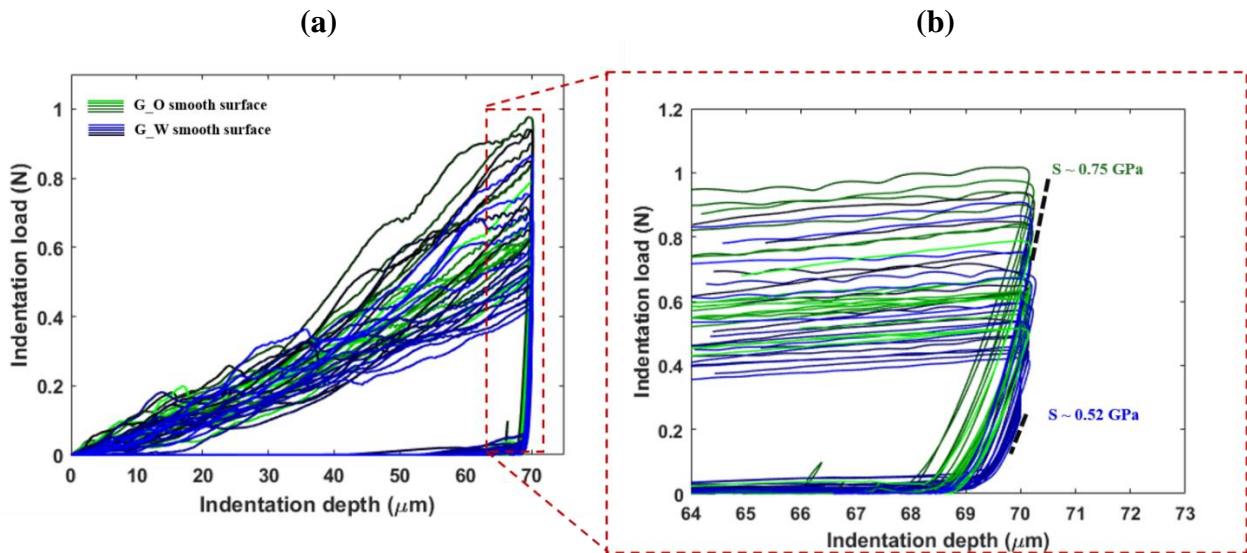 (a)
(b)
G_O smooth surface
G_W smooth surface
1
0.8
0.6
0.4
0.2
0
0 10 20 30 40 50 60 70
Indentation load (N)
Indentation depth (μm)
1.2
1
0.8
0.6
0.4
0.2
0
64 65 66 67 68 69 70 71 72 73
Indentation load (N)
Indentation depth (μm)
S ~ 0.75 GPa
S ~ 0.52 GPa